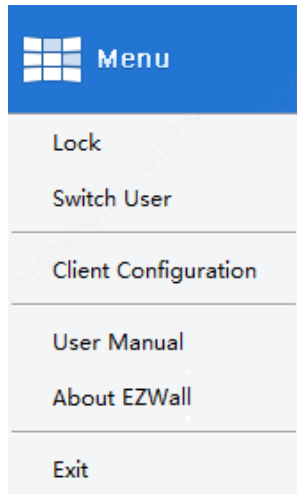 Menu
Lock
Switch User
Client Configuration
User Manual
About EZWall
Exit